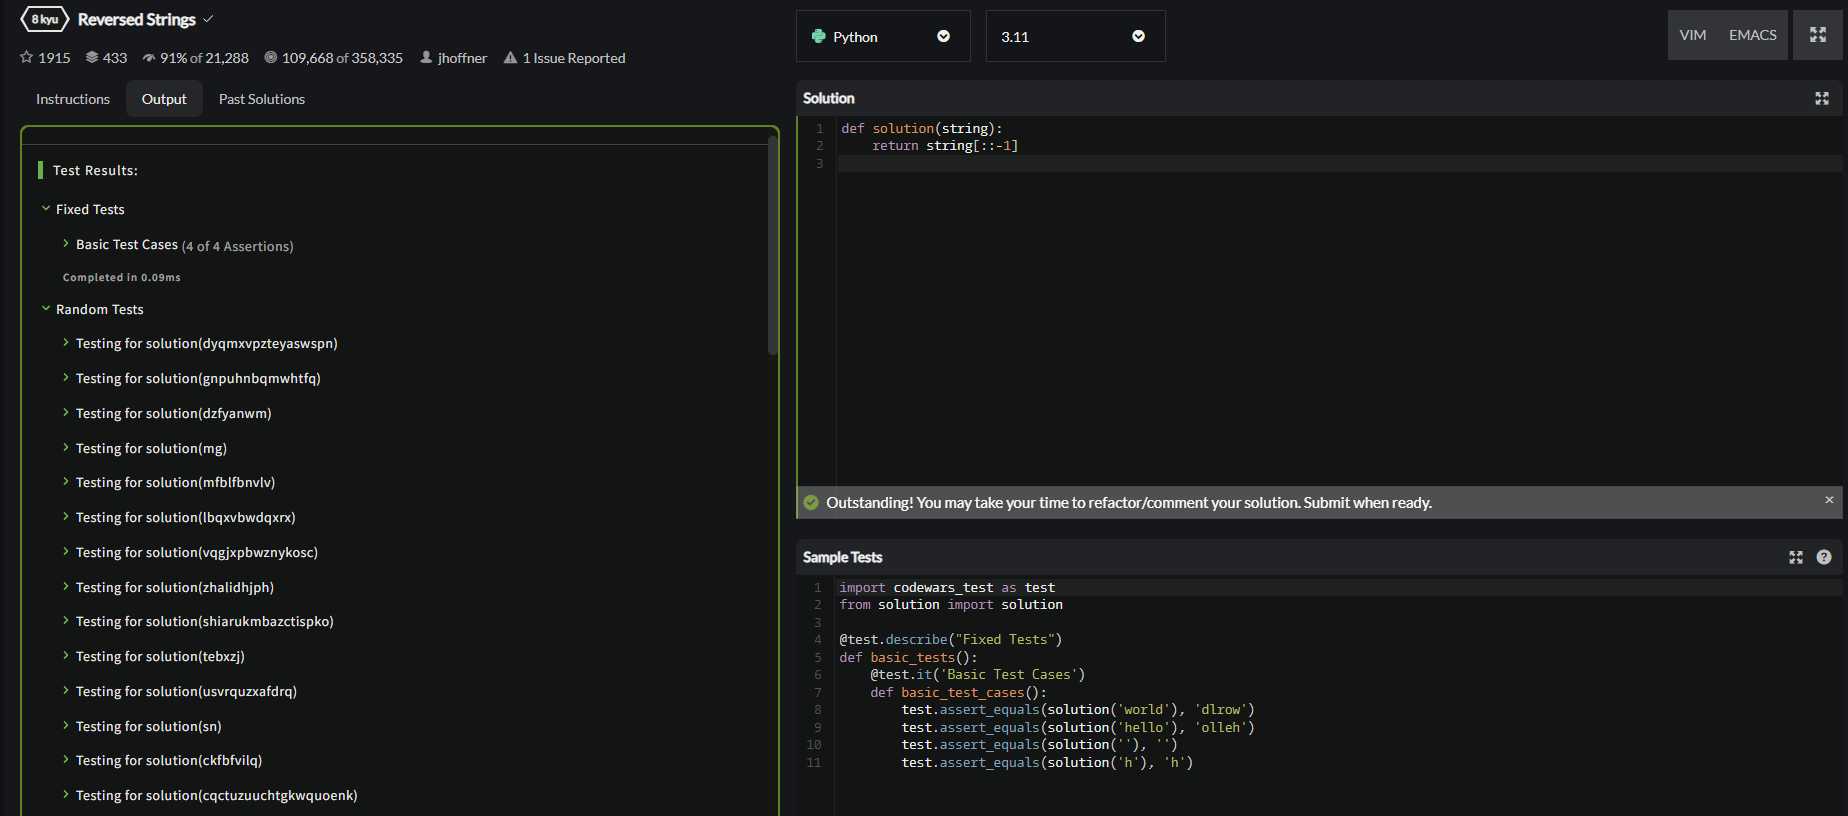 8 kyu Reversed Strings
1915 433 91% of 21,288 109,668 of 358,335 jhoffner 1 Issue Reported
Instructions Output Past Solutions
Test Results:
Fixed Tests
Basic Test Cases (4 of 4 Assertions)
Completed in 0.09ms
Random Tests
Testing for solution(dyqmxvpzteyaswspn)
Testing for solution(gnpuhnbqmwhtfq)
Testing for solution(dzfyanwm)
Testing for solution(mg)
Testing for solution(mfblfbnvlv)
Testing for solution(lbqxvbwdqxrx)
Testing for solution(vqgjxpbwznykosc)
Testing for solution(zhalidhjph)
Testing for solution(shiarukmbazctispko)
Testing for solution(tebxzj)
Testing for solution(usvrquzxafdrq)
Testing for solution(sn)
Testing for solution(ckfbfvilq)
Testing for solution(cqctuzuuchtgkwquoenk)
Python 3.11 VIM EMACS
Solution
1 def solution(string):
2     return string[::-1]
3
Outstanding! You may take your time to refactor/comment your solution. Submit when ready.
Sample Tests
1 import codewars_test as test
2 from solution import solution
3
4 @test.describe("Fixed Tests")
5 def basic_tests():
6     @test.it('Basic Test Cases')
7     def basic_test_cases():
8         test.assert_equals(solution('world'), 'dlrow')
9         test.assert_equals(solution('hello'), 'olleh')
10         test.assert_equals(solution(''), '')
11         test.assert_equals(solution('h'), 'h')